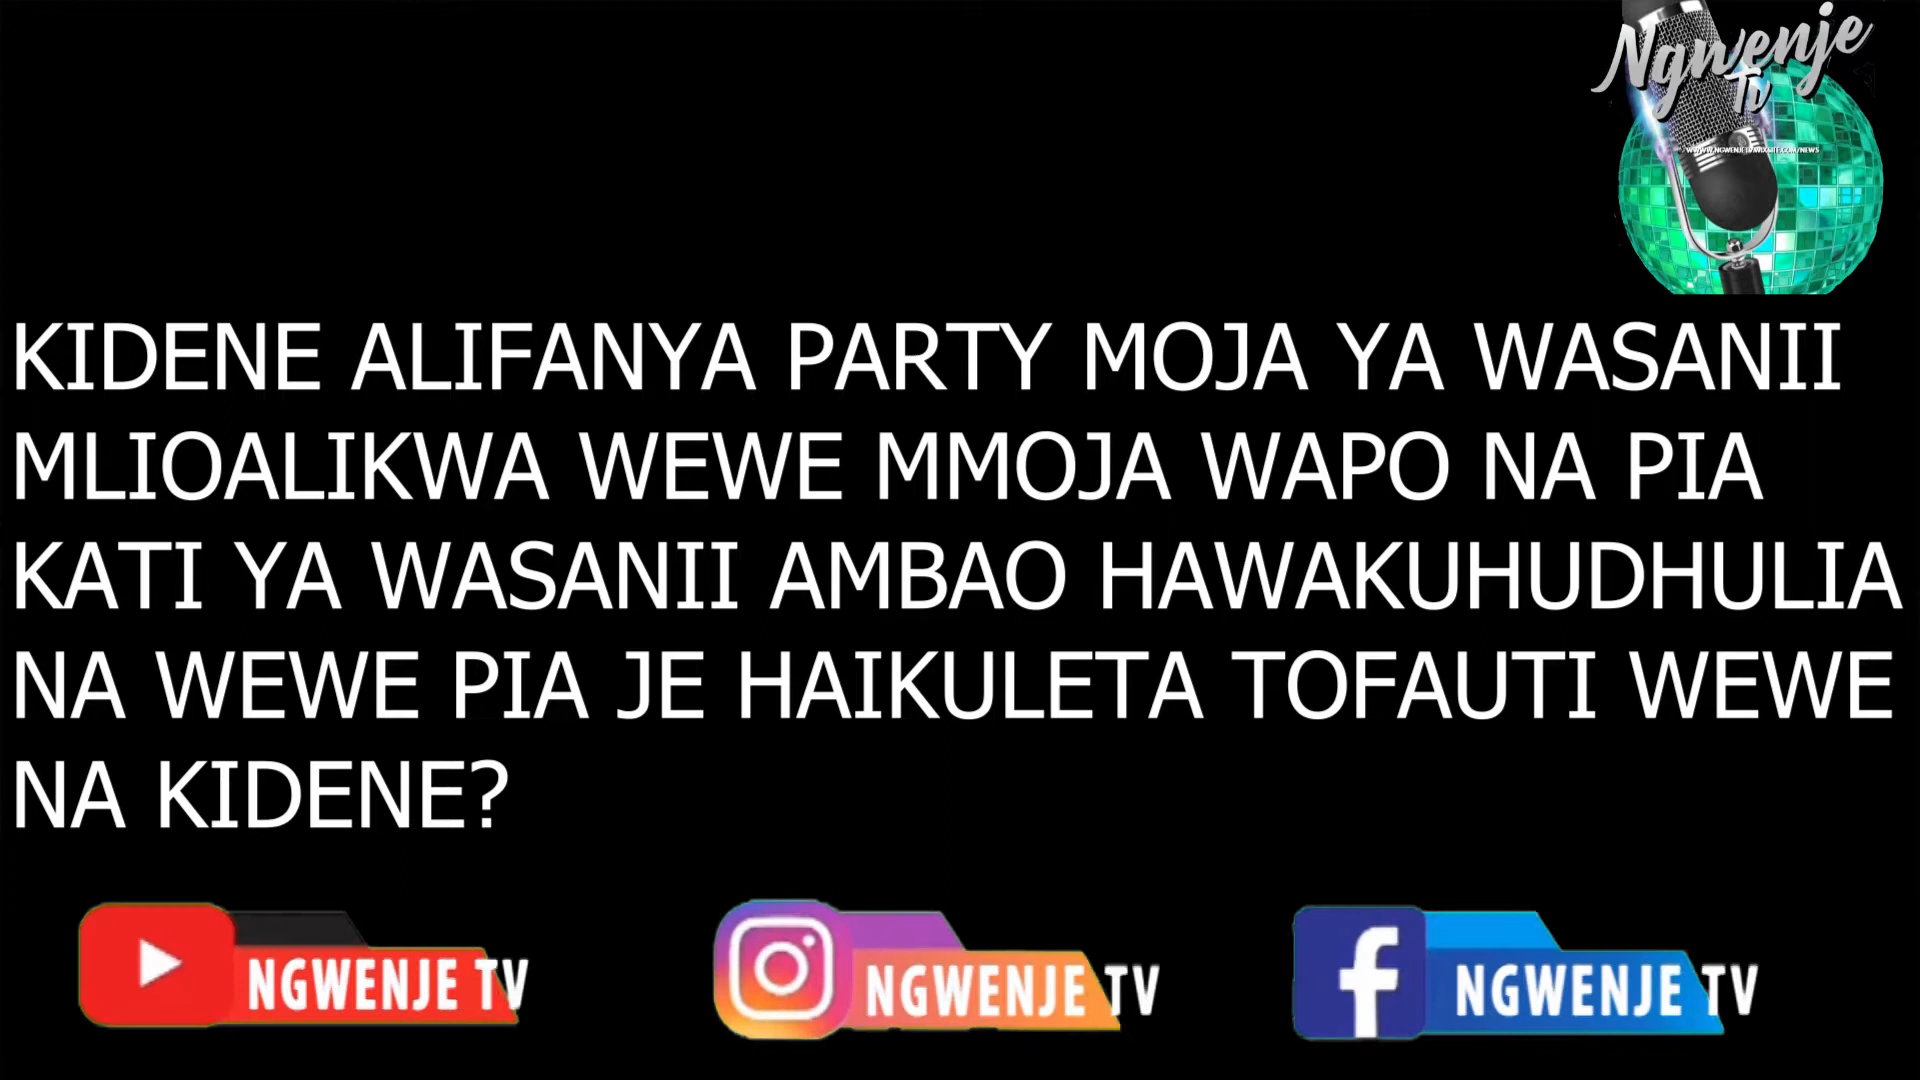 Ngwenje
Tv
KIDENE ALIFANYA PARTY MOJA YA WASANII
MLIOALIKWA WEWE MMOJA WAPO NA PIA
KATI YA WASANII AMBAO HAWAKUHUDHULIA
NA WEWE PIA JE HAIKULETA TOFAUTI WEWE
NA KIDENE?
NGWENJE TV
NGWENJE TV
NGWENJE TV